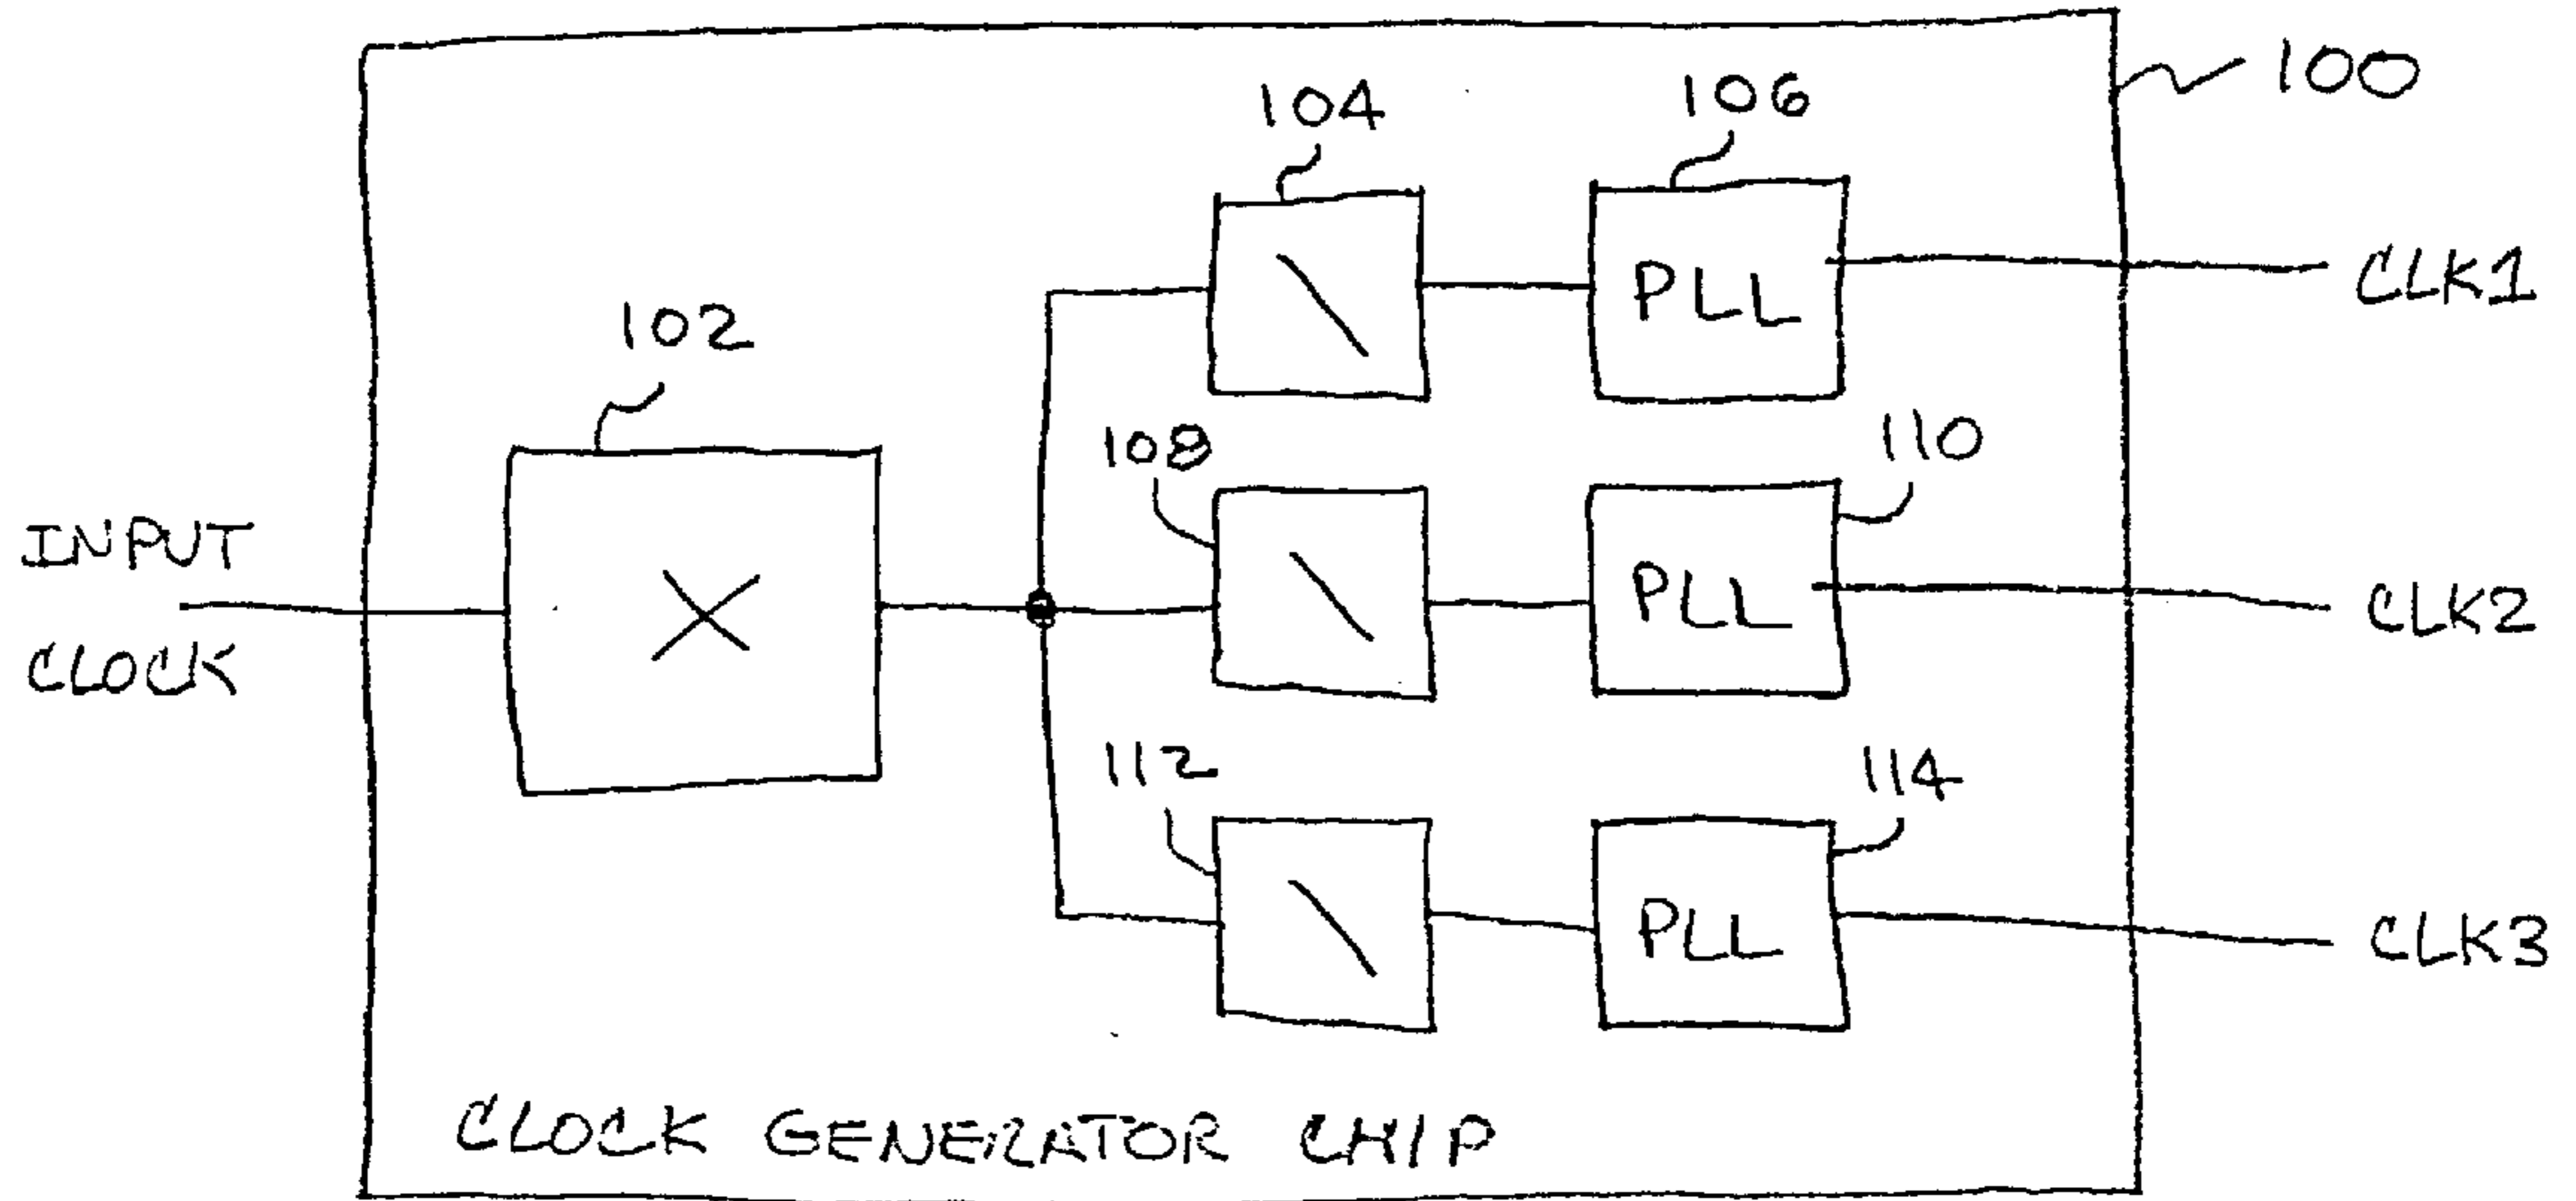 100
104
106
CLK1
102
PLL
108
110
INPUT
CLOCK
PLL
CLK2
112
114
PLL
CLK3
CLOCK GENERATOR CHIP